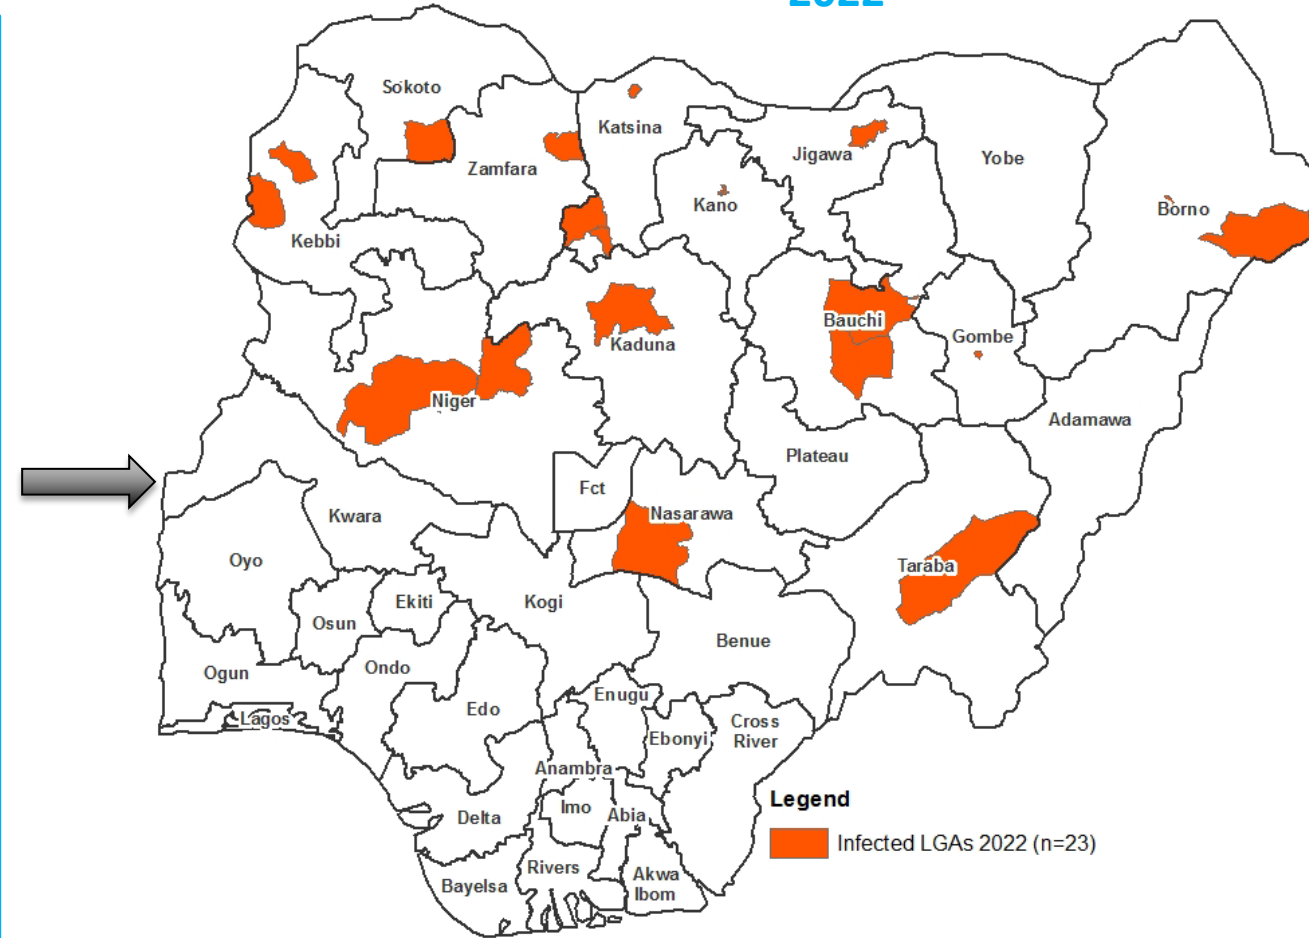 2022
Sokoto
Katsina
Jigawa
Yobe
Zamfara
Kano
Borno
Kebbi
Bauchi
Gombe
Kaduna
Niger
Adamawa
Plateau
Fct
Nasarawa
Kwara
Oyo
Taraba
Ekiti
Kogi
Osun
Benue
Ondo
Ogun
Enugu
Edo
Lagos
Cross
River
Ebonyi
Anambra
Imo
Abia
Delta
Rivers
Akwa
Ibom
Bayelsa
Legend
Infected LGAs 2022 (n=23)